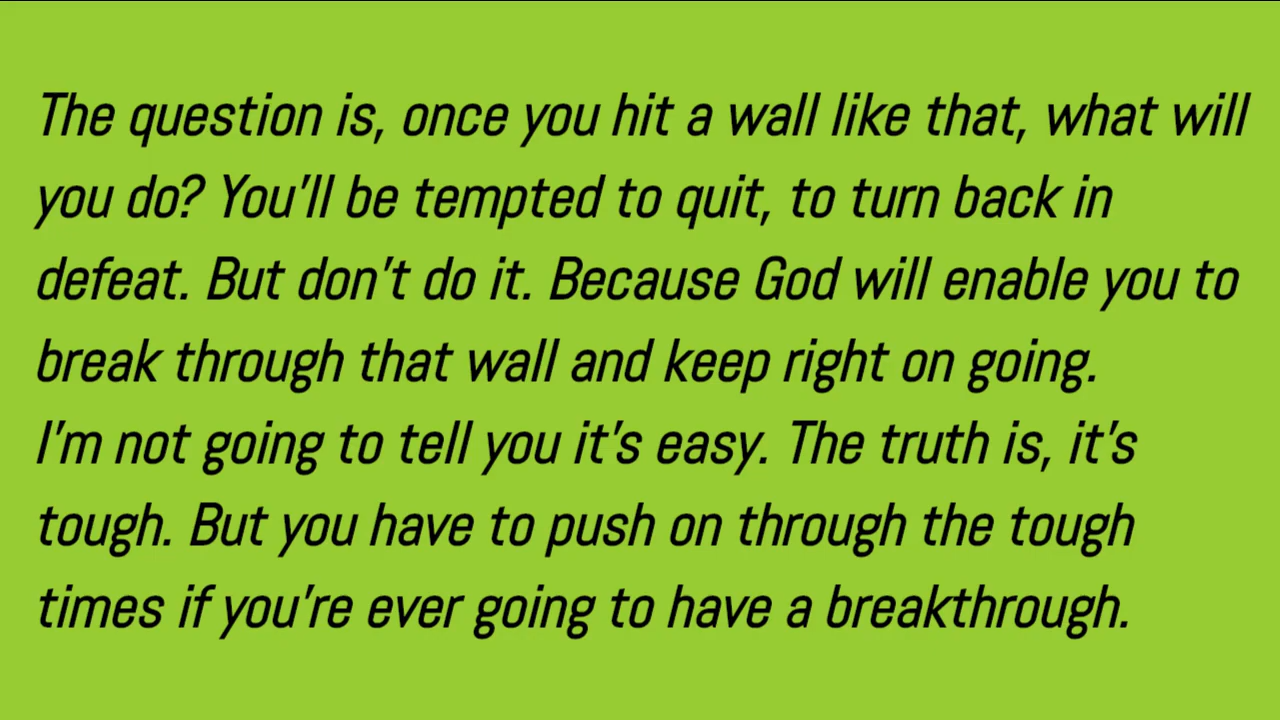 The question is, once you hit a wall like that, what will
you do? You’ll be tempted to quit, to turn back in
defeat. But don’t do it. Because God will enable you to
break through that wall and keep right on going.
I’m not going to tell you it’s easy. The truth is, it’s
tough. But you have to push on through the tough
times if you’re ever going to have a breakthrough.